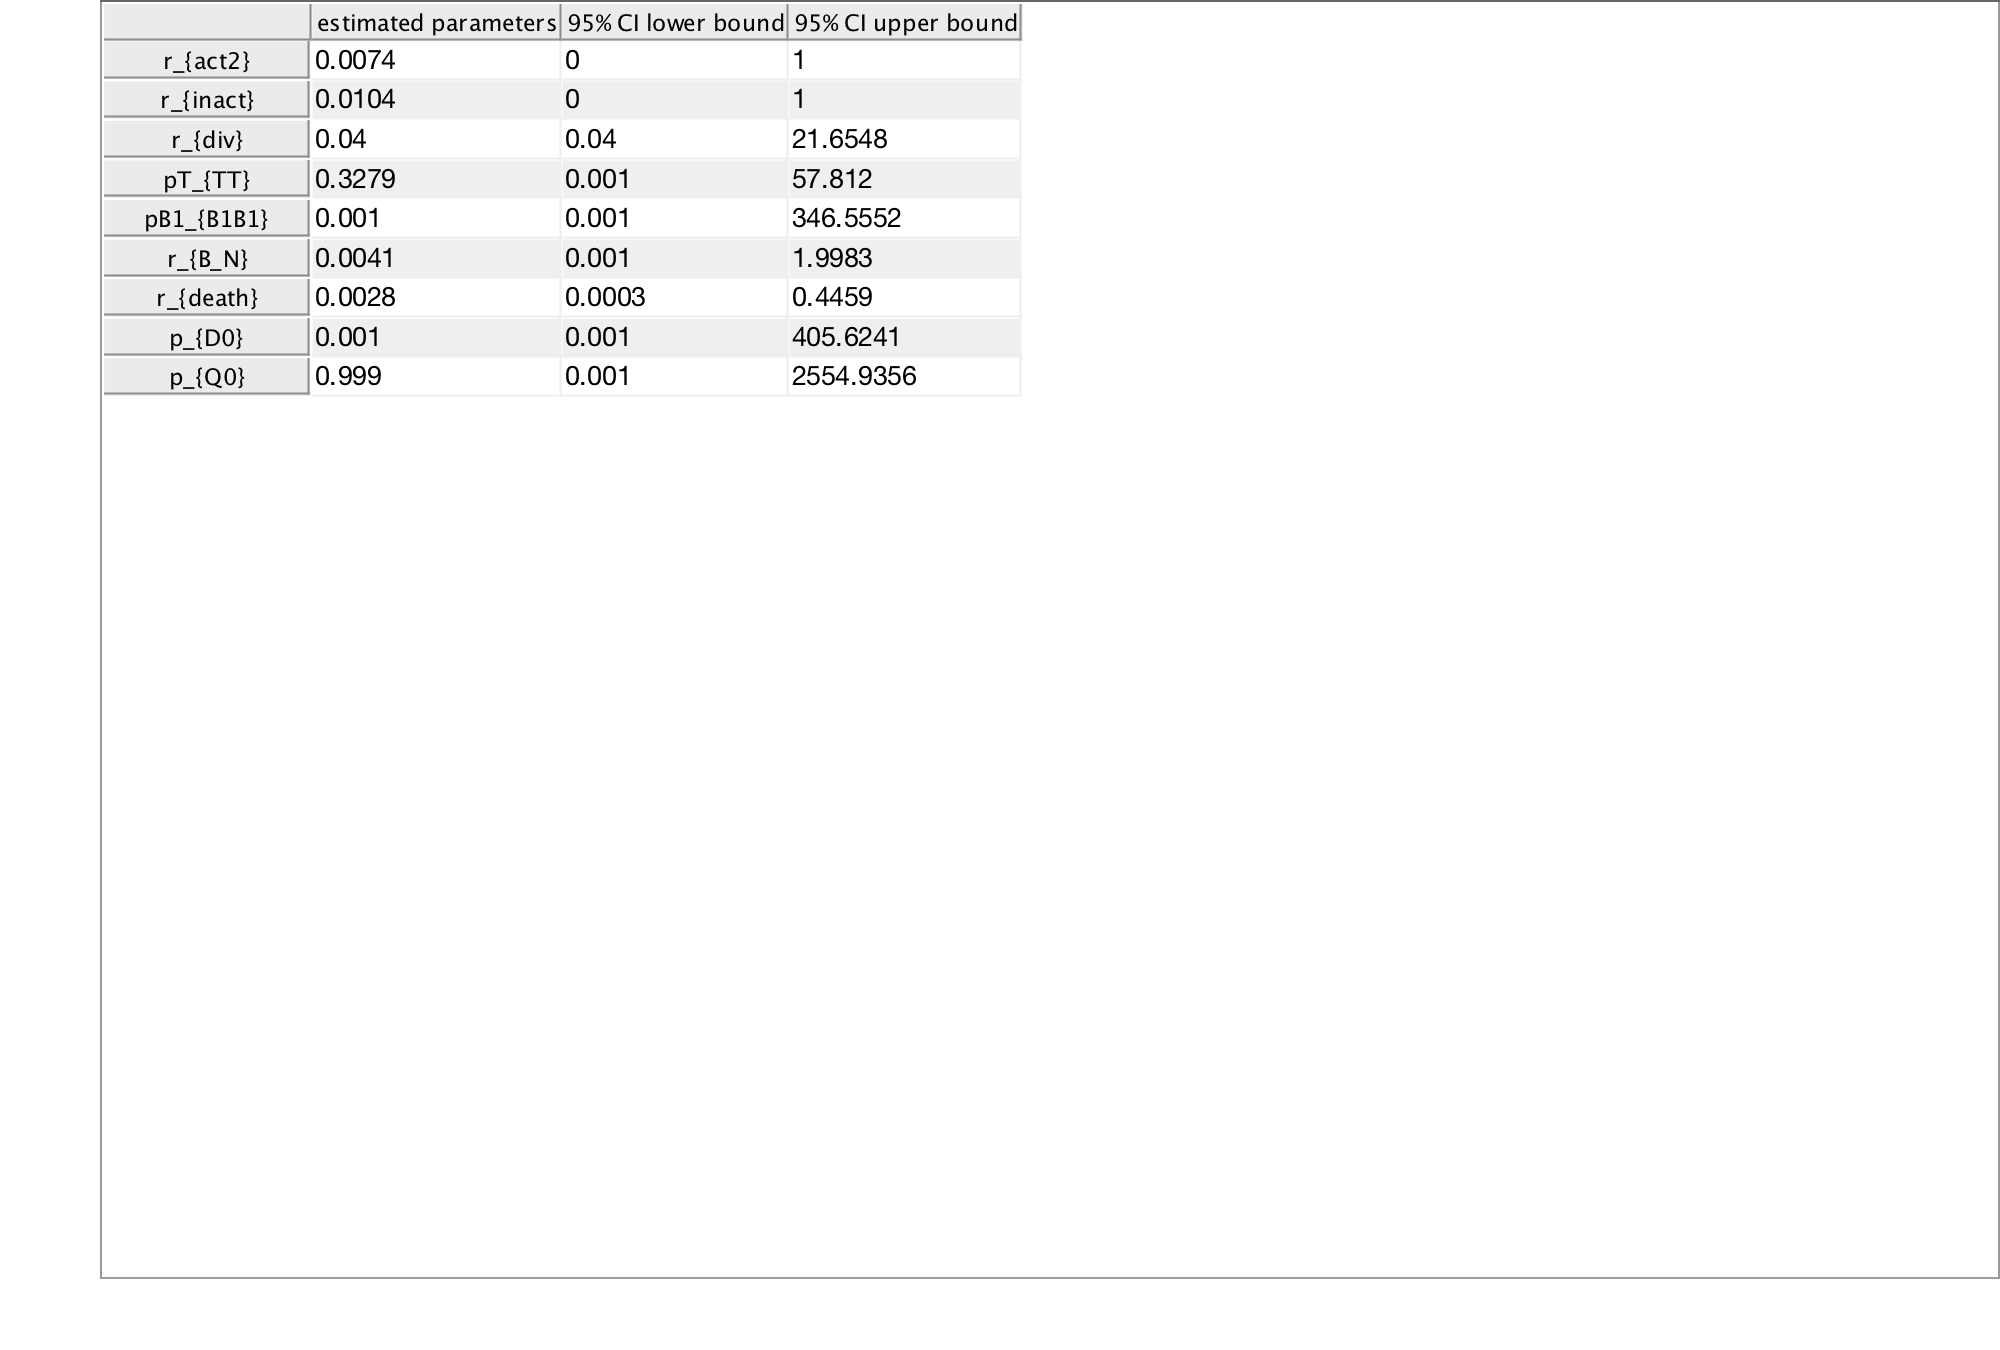 estimated parameters 95% CI lower bound 95% CI upper bound
r_{act2} 0.0074 0 1
r_{inact} 0.0104 0 1
r_{div} 0.04 0.04 21.6548
pT_{TT} 0.3279 0.001 57.812
pB1_{B1B1} 0.001 0.001 346.5552
r_{B_N} 0.0041 0.001 1.9983
r_{death} 0.0028 0.0003 0.4459
p_{D0} 0.001 0.001 405.6241
p_{Q0} 0.999 0.001 2554.9356